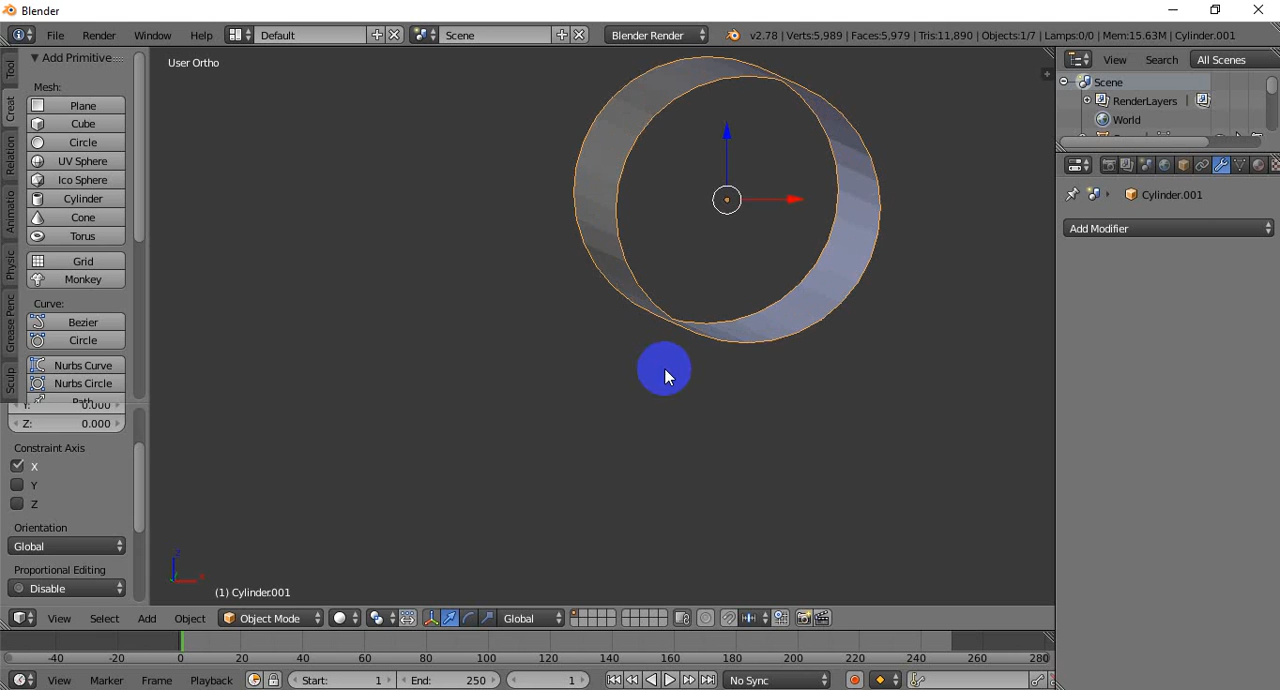 Blender
File Render Window Help Default Scene Blender Render v2.78 | Verts:5,989 | Faces:5,979 | Tris:11,890 | Objects:1/7 | Lamps:0/0 | Mem:15.63M | Cylinder.001
Add Primitive
Mesh:
Plane
Cube
Circle
UV Sphere
Ico Sphere
Cylinder
Cone
Torus
Grid
Monkey
Curve:
Bezier
Circle
Nurbs Curve
Nurbs Circle
Path
Y: 0.000
Z: 0.000
Constraint Axis
X
Y
Z
Orientation
Global
Proportional Editing
Disable
Tool
Creat
Relation
Animatio
Physic
Grease Penc
Sculp
User Ortho
(1) Cylinder.001
View Select Add Object Object Mode Global
-40 -20 0 20 40 60 80 100 120 140 160 180 200 220 240 260 280
View Marker Frame Playback Start: 1 End: 250 1 No Sync
View Search All Scenes
Scene
RenderLayers
World
Cylinder.001
Add Modifier